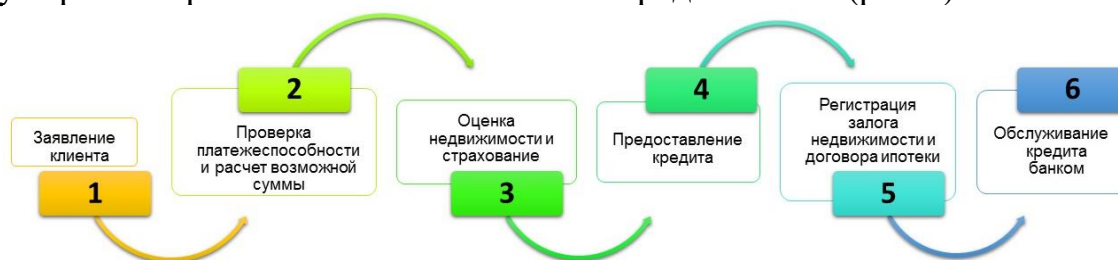 1
Заявление
клиента
2
Проверка
платежеспособности
и расчет возможной
суммы
3
Оценка
недвижимости и
страхование
4
Предоставление
кредита
5
Регистрация
залога
недвижимости и
договора ипотеки
6
Обслуживание
кредита
банком